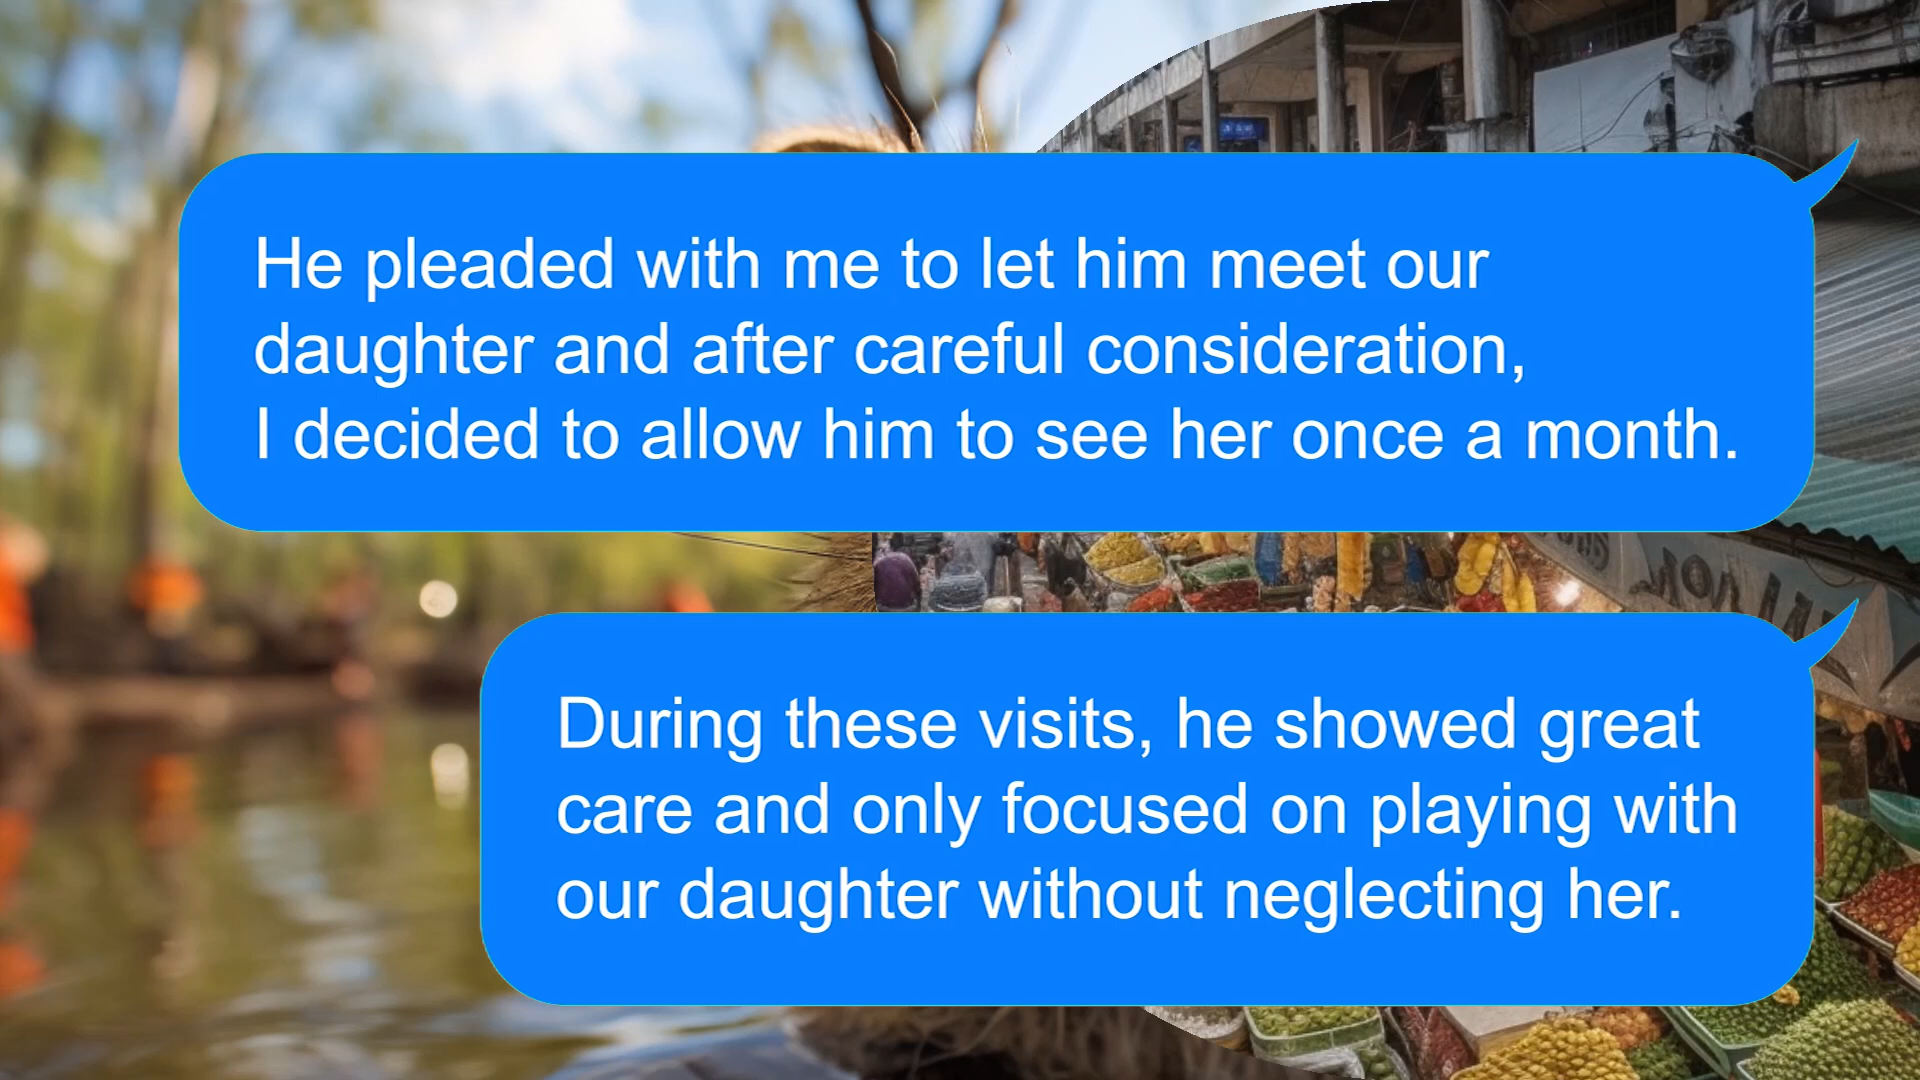 He pleaded with me to let him meet our
daughter and after careful consideration,
I decided to allow him to see her once a month.
During these visits, he showed great
care and only focused on playing with
our daughter without neglecting her.